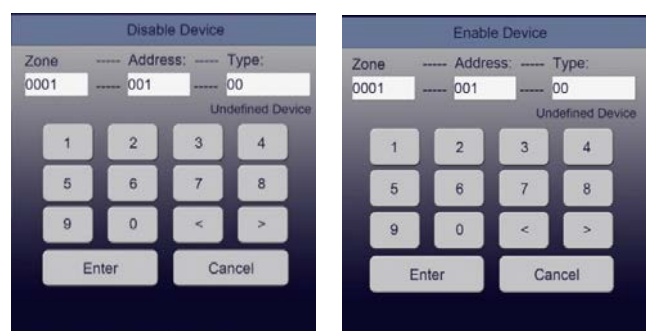 Disable Device
Zone ----- Address: ----- Type:
0001 ----- 001 ----- 00
Undefined Device
1 2 3 4
5 6 7 8
9 0 < >
Enter Cancel
Enable Device
Zone ----- Address: ----- Type:
0001 ----- 001 ----- 00
Undefined Device
1 2 3 4
5 6 7 8
9 0 < >
Enter Cancel